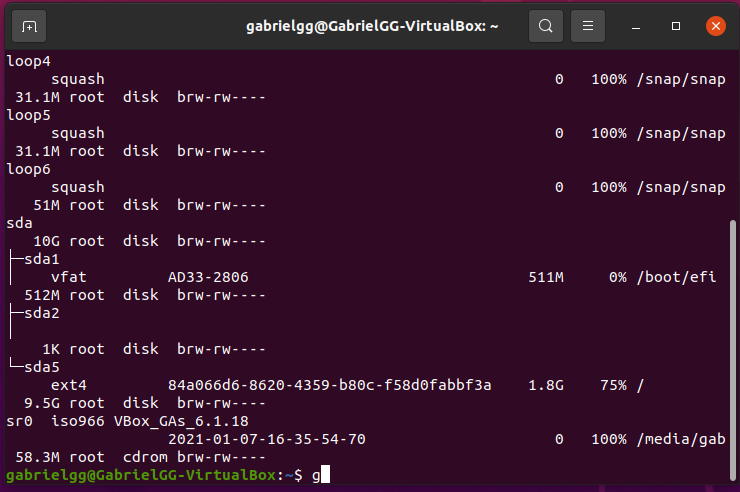 gabrielgg@GabrielGG-VirtualBox: ~
loop4
squash 0 100% /snap/snap
31.1M root disk brw-rw----
loop5
squash 0 100% /snap/snap
31.1M root disk brw-rw----
loop6
squash 0 100% /snap/snap
51M root disk brw-rw----
sda
10G root disk brw-rw----
├─sda1
vfat AD33-2806 511M 0% /boot/efi
512M root disk brw-rw----
├─sda2
1K root disk brw-rw----
└─sda5
ext4 84a066d6-8620-4359-b80c-f58d0fabbf3a 1.8G 75% /
9.5G root disk brw-rw----
sr0 iso966 VBox_GAs_6.1.18
2021-01-07-16-35-54-70 0 100% /media/gab
58.3M root cdrom brw-rw----
gabrielgg@GabrielGG-VirtualBox:~$ g